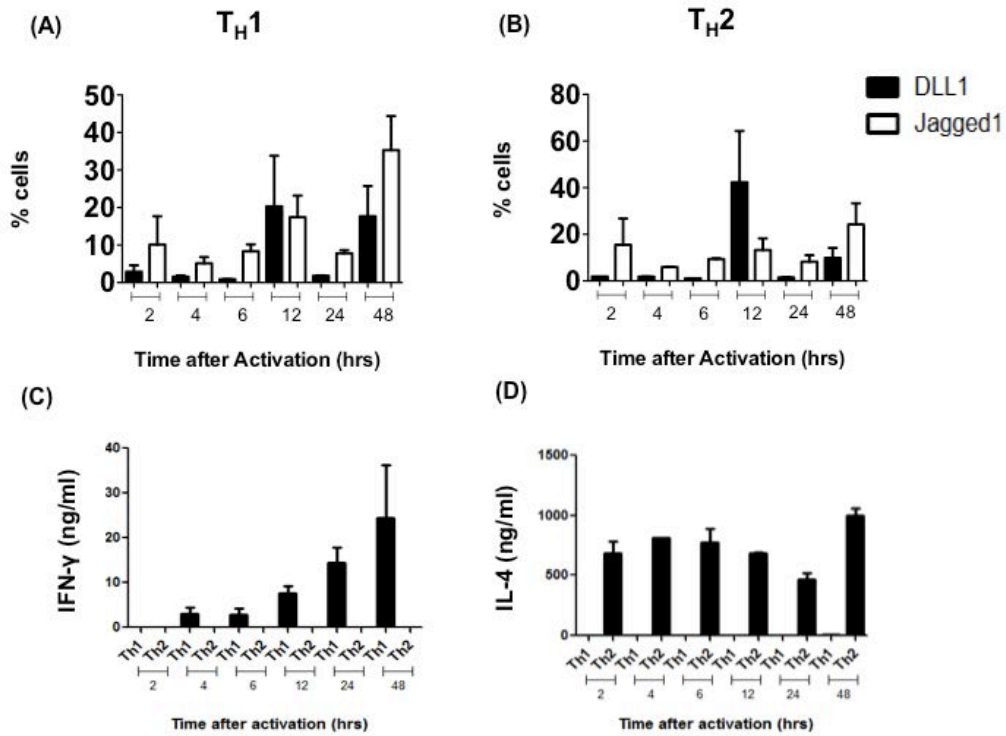 (A)
T_H1
% cells
50
40
30
20
10
0
2 4 6 12 24 48
Time after Activation (hrs)
(B)
T_H2
% cells
80
60
40
20
0
2 4 6 12 24 48
Time after Activation (hrs)
DLL1
Jagged1
(C)
IFN-γ (ng/ml)
40
30
20
10
0
Th1 Th2 Th1 Th2 Th1 Th2 Th1 Th2 Th1 Th2 Th1 Th2
2 4 6 12 24 48
Time after activation (hrs)
(D)
IL-4 (ng/ml)
1500
1000
500
0
Th1 Th2 Th1 Th2 Th1 Th2 Th1 Th2 Th1 Th2 Th1 Th2
2 4 6 12 24 48
Time after activation (hrs)